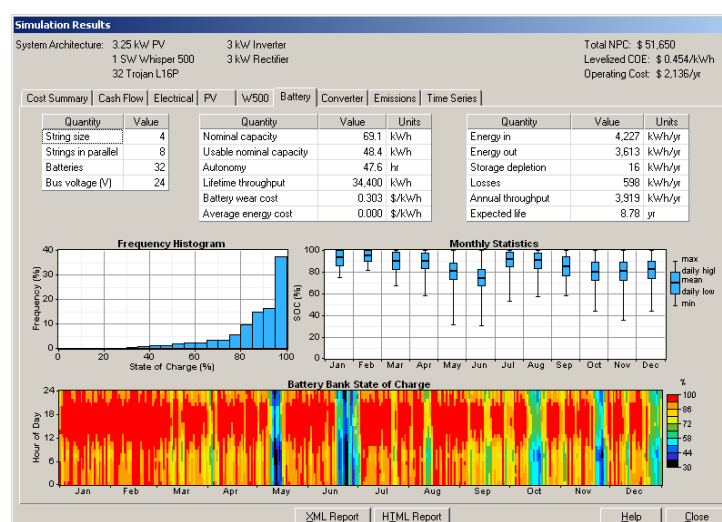 Simulation Results
System Architecture: 3.25 kW PV 3 kW Inverter Total NPC: $ 51,650
1 SW Whisper 500 3 kW Rectifier Levelized COE: $ 0.454/kWh
32 Trojan L16P Operating Cost: $ 2,136/yr
Cost Summary Cash Flow Electrical PV W500 Battery Converter Emissions Time Series
Quantity Value Quantity Value Units Quantity Value Units
String size 4 Nominal capacity 69.1 kWh Energy in 4,227 kWh/yr
Strings in parallel 8 Usable nominal capacity 48.4 kWh Energy out 3,613 kWh/yr
Batteries 32 Autonomy 47.6 hr Storage depletion 16 kWh/yr
Bus voltage (V) 24 Lifetime throughput 34,400 kWh Losses 598 kWh/yr
Battery wear cost 0.303 $/kWh Annual throughput 3,919 kWh/yr
Average energy cost 0.000 $/kWh Expected life 8.78 yr
Frequency Histogram
40
30
20
10
0
Frequency (%)
0 20 40 60 80 100
State of Charge (%)
Monthly Statistics
100
80
60
40
20
0
SOC (%)
Jan Feb Mar Apr May Jun Jul Aug Sep Oct Nov Dec
max
daily higl
mean
daily low
min
Battery Bank State of Charge
24
18
12
6
0
Hour of Day
Jan Feb Mar Apr May Jun Jul Aug Sep Oct Nov Dec
%
100
86
72
58
44
30
XML Report HTML Report Help Close